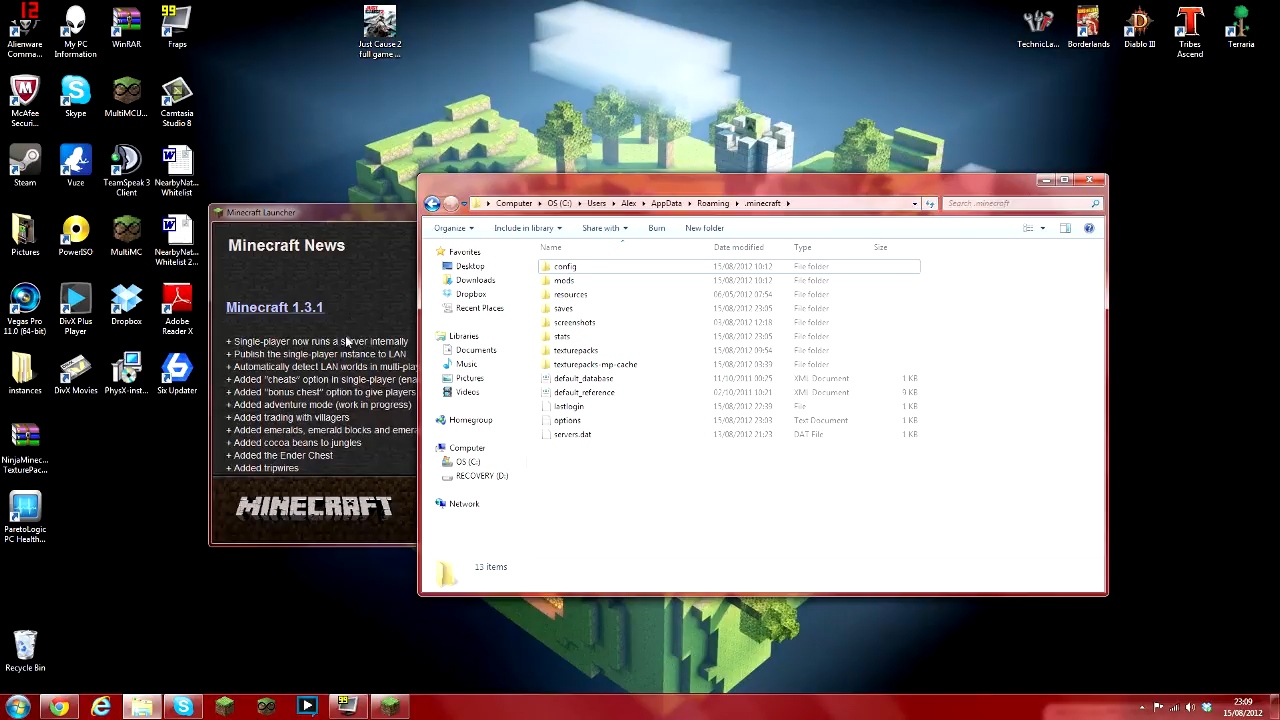 12
Alienware Comma...
My PC Information
WinRAR
99
Fraps
Just Cause 2 full game ...
TechnicLa...
Borderlands
Diablo III
Tribes Ascend
Terraria
McAfee Securi...
Skype
MultiMCU...
Camtasia Studio 8
Steam
Vuze
TeamSpeak 3 Client
NearbyNat... Whitelist
Pictures
PowerISO
MultiMC
NearbyNat... Whitelist 2...
Vegas Pro 11.0 (64-bit)
DivX Plus Player
Dropbox
Adobe Reader X
instances
DivX Movies
PhysX-inst...
Six Updater
NinjaMinec... TexturePac...
ParetoLogic PC Health...
Recycle Bin
Minecraft Launcher
Minecraft News
Minecraft 1.3.1
+ Single-player now runs a server internally
+ Publish the single-player instance to LAN
+ Automatically detect LAN worlds in multi-play
+ Added "cheats" option in single-player (ena
+ Added "bonus chest" option to give players
+ Added adventure mode (work in progress)
+ Added trading with villagers
+ Added emeralds, emerald blocks and emera
+ Added cocoa beans to jungles
+ Added the Ender Chest
+ Added tripwires
MINECRAFT
Computer OS (C:) Users Alex AppData Roaming .minecraft
Search .minecraft
Organize Include in library Share with Burn New folder
Favorites
Desktop
Downloads
Dropbox
Recent Places
Libraries
Documents
Music
Pictures
Videos
Homegroup
Computer
OS (C:)
RECOVERY (D:)
Network
Name Date modified Type Size
config 15/08/2012 10:12 File folder
mods 15/08/2012 10:12 File folder
resources 06/05/2012 07:54 File folder
saves 15/08/2012 23:05 File folder
screenshots 03/08/2012 12:18 File folder
stats 15/08/2012 23:05 File folder
texturepacks 15/08/2012 09:54 File folder
texturepacks-mp-cache 15/08/2012 23:05 File folder
default_database 11/10/2011 00:25 XML Document 1 KB
default_reference 02/10/2011 10:21 XML Document 9 KB
lastlogin 15/08/2012 22:39 File 1 KB
options 15/08/2012 23:03 Text Document 1 KB
servers.dat 13/08/2012 21:23 DAT File 1 KB
13 items
99
23:09
15/08/2012